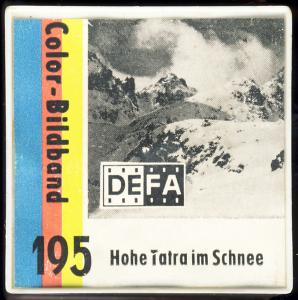 Color-Bildband
DEFA
195
Hohe Tatra im Schnee